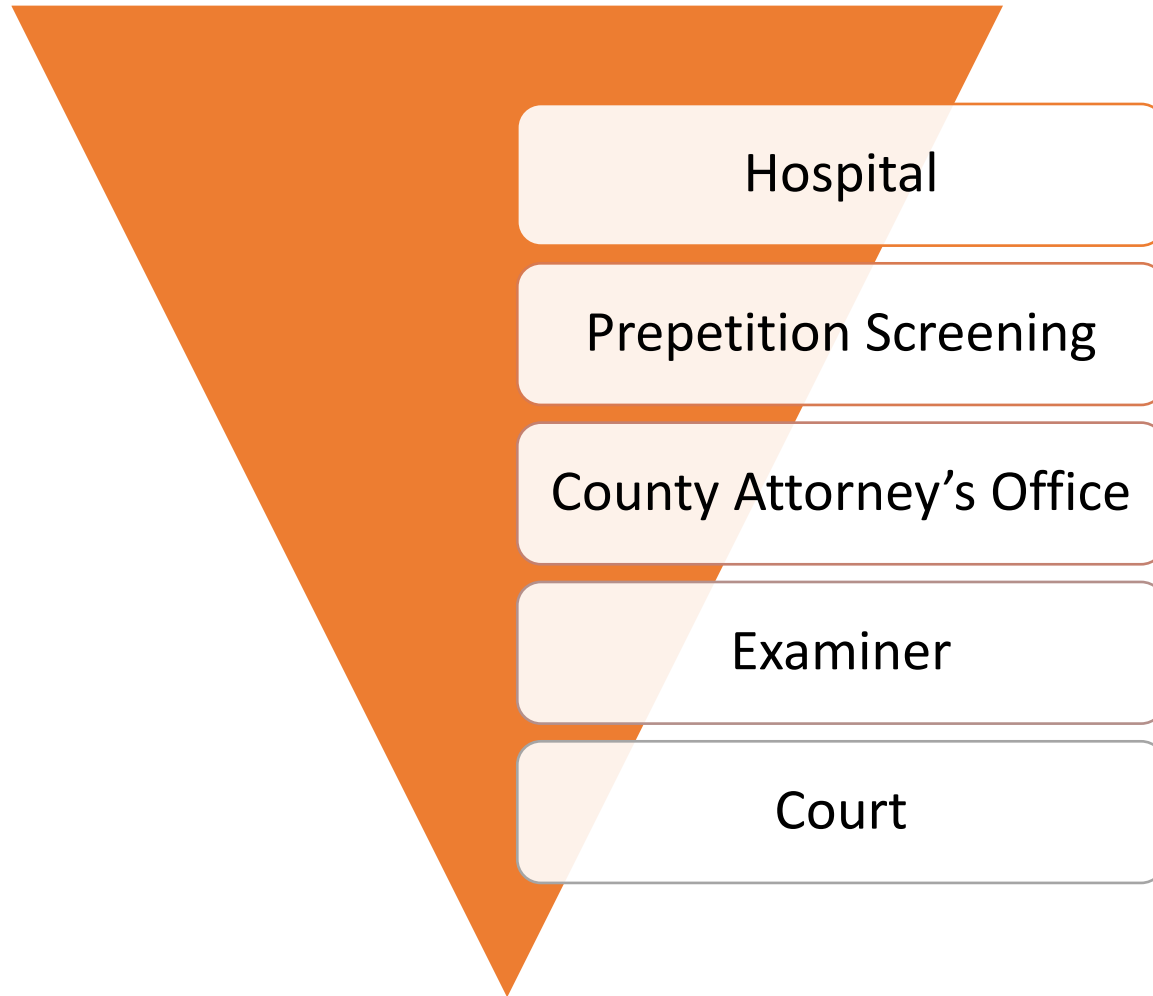 Hospital
Prepetition Screening
County Attorney’s Office
Examiner
Court